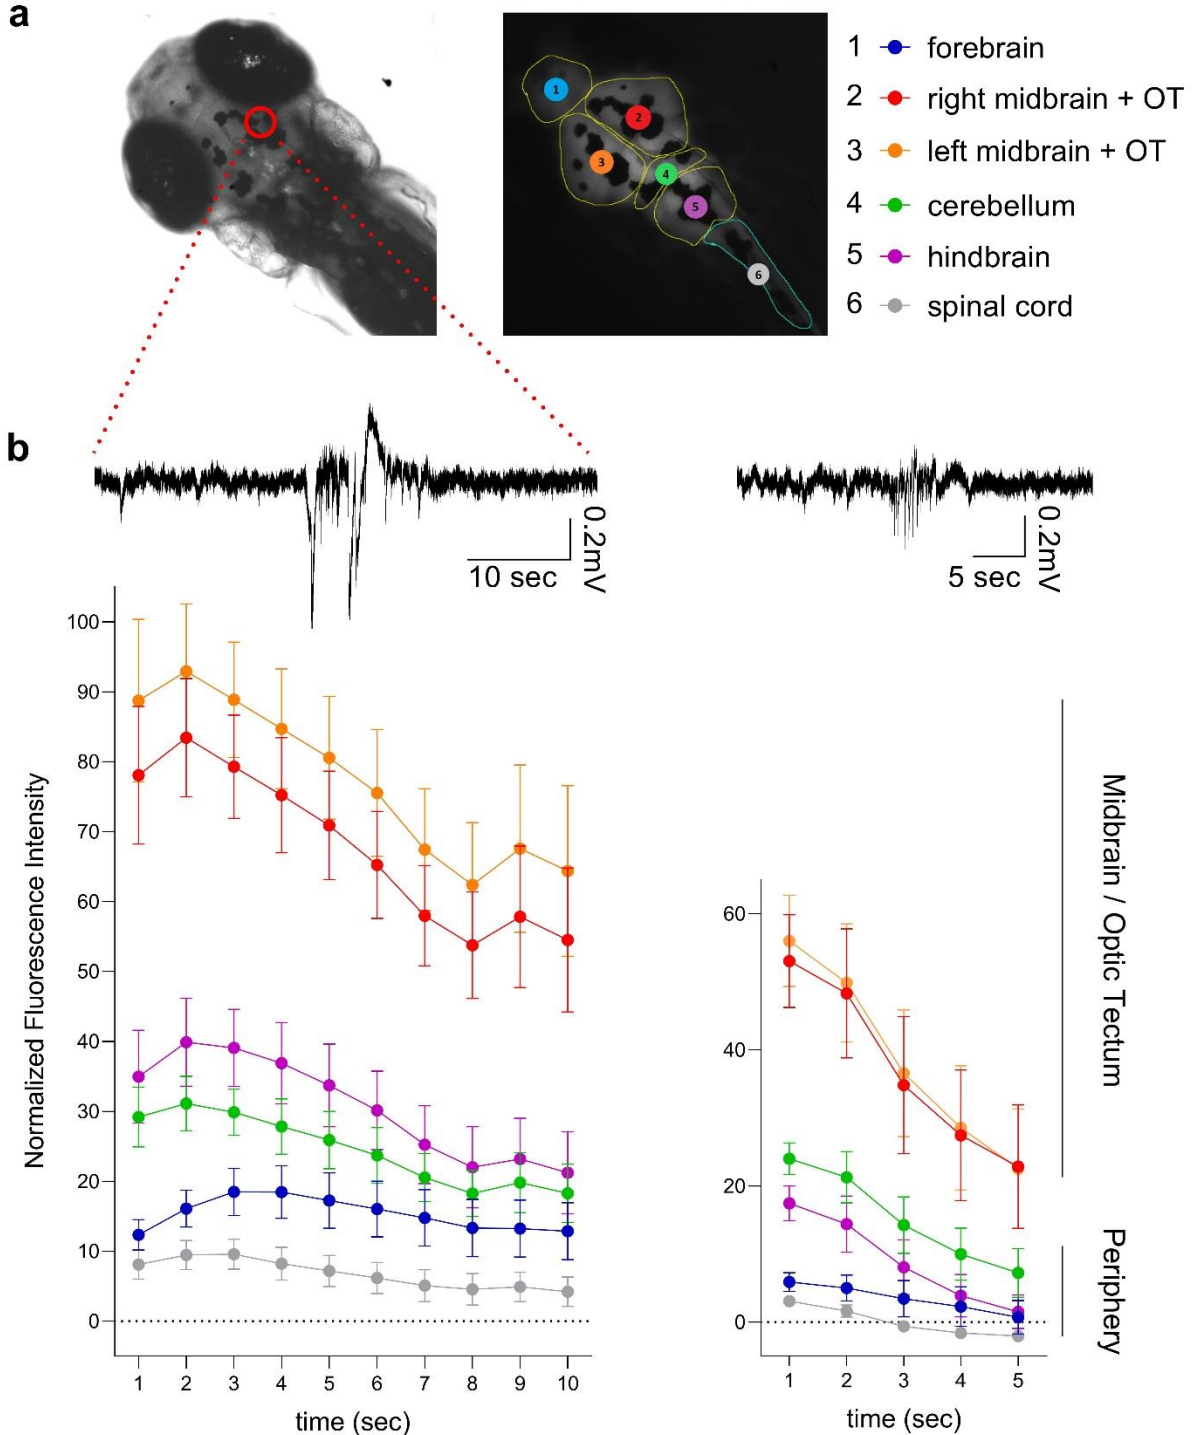 a
1 forebrain
2 right midbrain + OT
3 left midbrain + OT
4 cerebellum
5 hindbrain
6 spinal cord
1
2
3
4
5
6
b
0.2mV
10 sec
0.2mV
5 sec
Normalized Fluorescence Intensity
100
90
80
70
60
50
40
30
20
10
0
1 2 3 4 5 6 7 8 9 10
time (sec)
60
40
20
0
1 2 3 4 5
time (sec)
Midbrain / Optic Tectum
Periphery